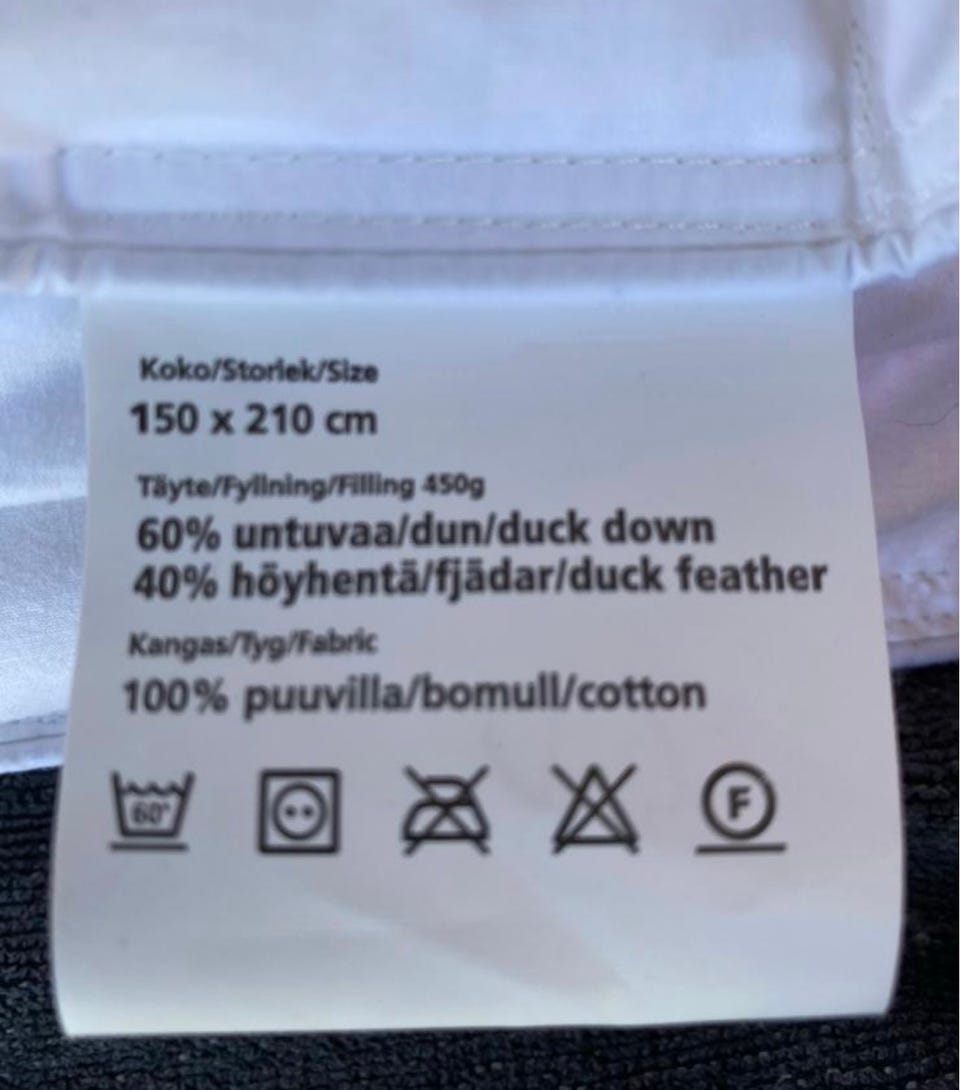 Koko/Storlek/Size
150 x 210 cm
Täyte/Fyllning/Filling 450g
60% untuvaa/dun/duck down
40% höyhentä/fjädar/duck feather
Kangas/Tyg/Fabric
100% puuvilla/bomull/cotton
60° F